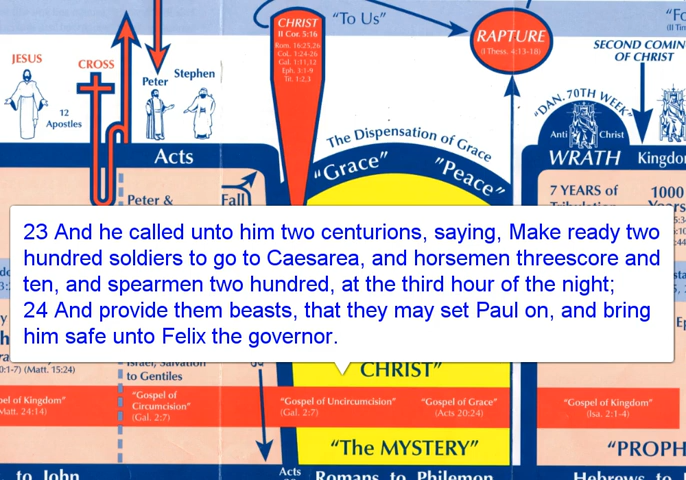 "To Us"
CHRIST
II Cor. 5:16
Rom. 16:25,26
Col. 1:24-26
Gal. 1:11,12
Eph. 3:1-9
Tit. 1:2,3
RAPTURE
(I Thess. 4:13-18)
SECOND COMING
OF CHRIST
JESUS
CROSS
Peter
Stephen
12
Apostles
"DAN. 70TH WEEK"
Anti Christ
The Dispensation of Grace
"Grace" "Peace"
Acts
WRATH
Kingdo
Peter &
Fall
7 YEARS of
1000
23 And he called unto him two centurions, saying, Make ready two
hundred soldiers to go to Caesarea, and horsemen threescore and
ten, and spearmen two hundred, at the third hour of the night;
24 And provide them beasts, that they may set Paul on, and bring
him safe unto Felix the governor.
0:1-7) (Matt. 15:24)
Israel, Salvation
to Gentiles
CHRIST"
pel of Kingdom"
Matt. 24:14)
"Gospel of
Circumcision"
(Gal. 2:7)
"Gospel of Uncircumcision"
(Gal. 2:7)
"Gospel of Grace"
(Acts 20:24)
"Gospel of Kingdom"
(Isa. 2:1-4)
"The MYSTERY"
"PROPH
to John
Acts
Romans to Philemon
Hebrews to